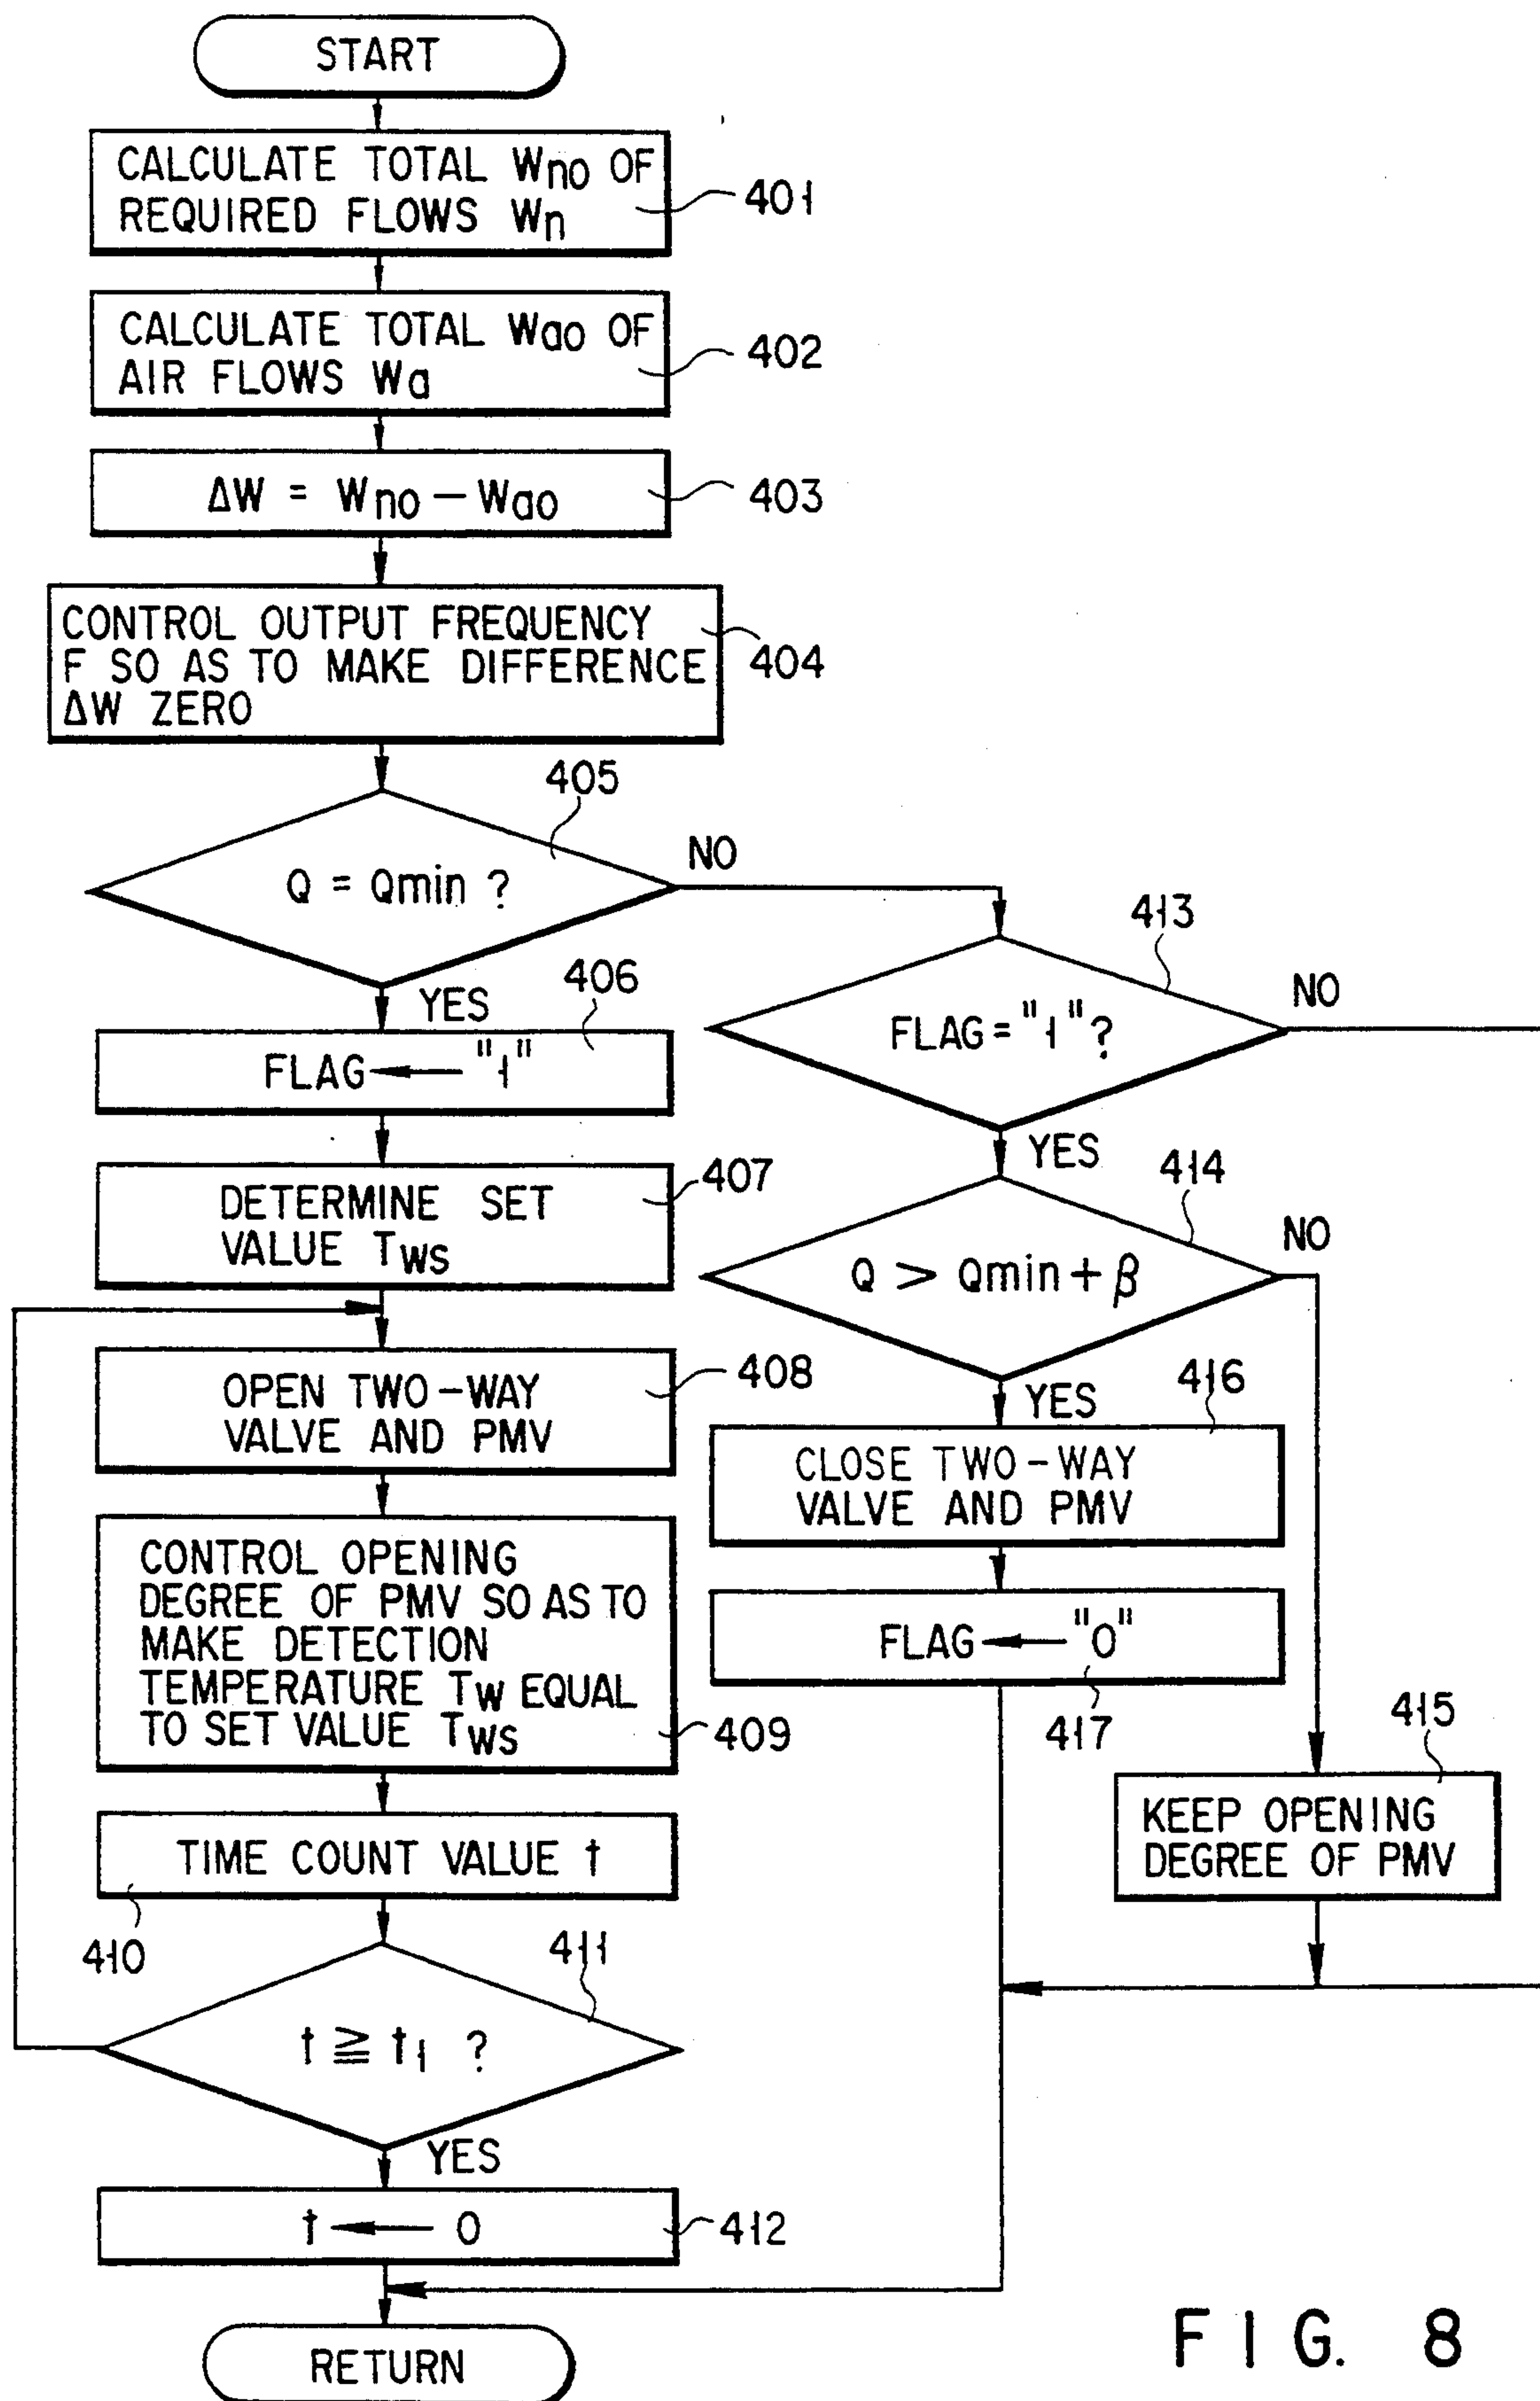 START
CALCULATE TOTAL Wno OF
REQUIRED FLOWS Wn
401
CALCULATE TOTAL Wao OF
AIR FLOWS Wa
402
ΔW = Wno − Wao
403
CONTROL OUTPUT FREQUENCY
F SO AS TO MAKE DIFFERENCE
ΔW ZERO
404
405
Q = Qmin ?
NO
YES
406
FLAG ← "1"
DETERMINE SET
VALUE Tws
407
OPEN TWO-WAY
VALVE AND PMV
408
CONTROL OPENING
DEGREE OF PMV SO AS TO
MAKE DETECTION
TEMPERATURE Tw EQUAL
TO SET VALUE Tws
409
TIME COUNT VALUE t
410
411
t ≧ t1 ?
YES
t ← 0
412
RETURN
413
FLAG = "1" ?
NO
YES
414
Q > Qmin + β
NO
YES
416
CLOSE TWO-WAY
VALVE AND PMV
FLAG ← "0"
417
415
KEEP OPENING
DEGREE OF PMV
FIG. 8